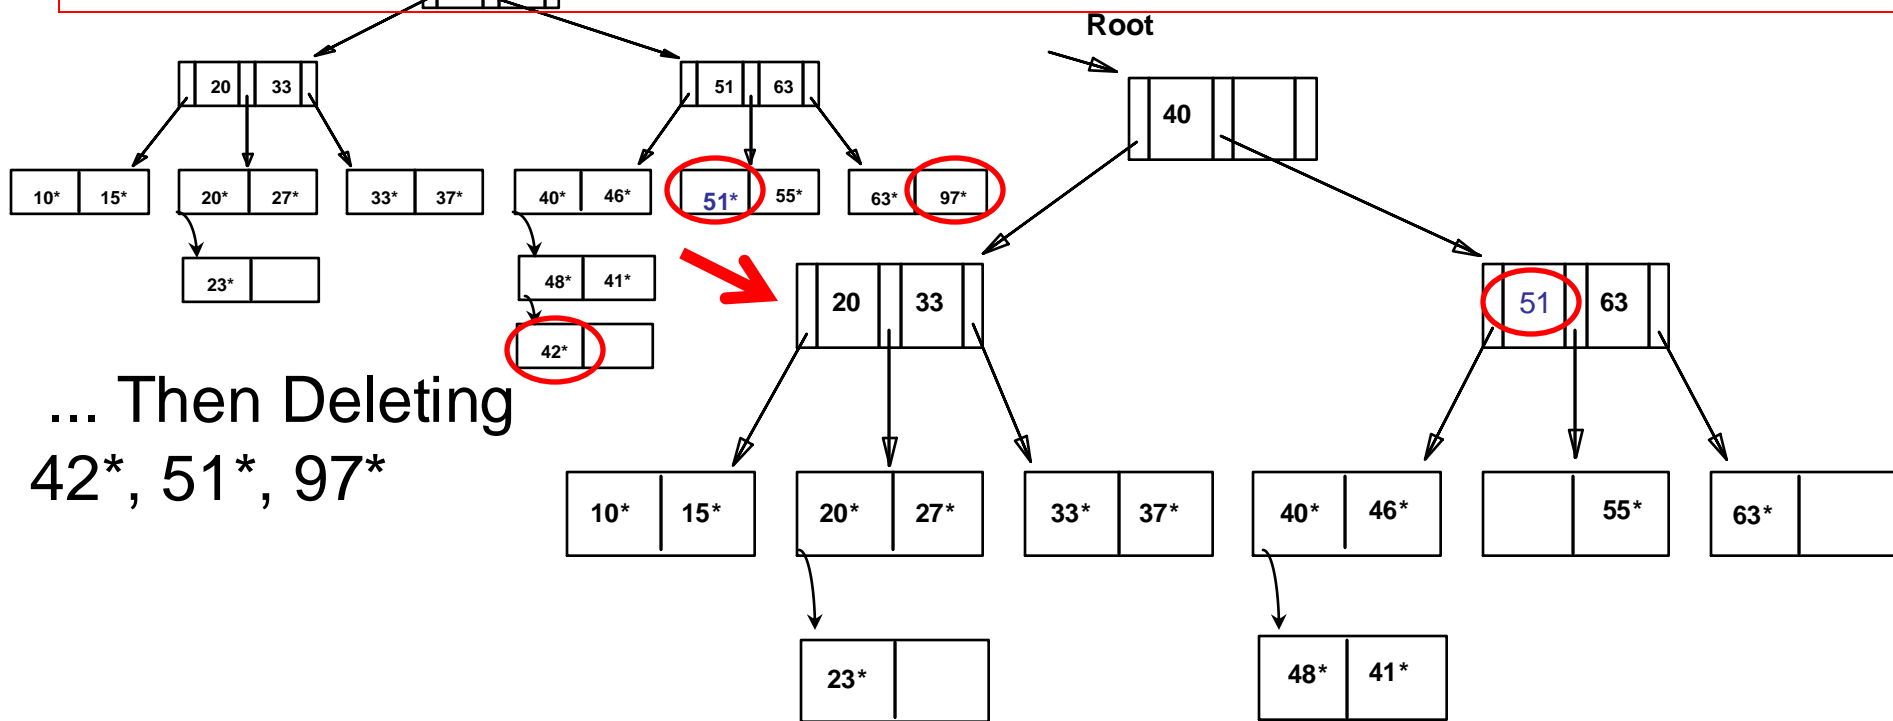 Root
20 33
51 63
40
10* 15* 20* 27* 33* 37* 40* 46* 51* 55* 63* 97*
23*
48* 41*
42*
20 33
51 63
... Then Deleting
42*, 51*, 97*
10* 15* 20* 27* 33* 37* 40* 46* 55* 63*
23*
48* 41*